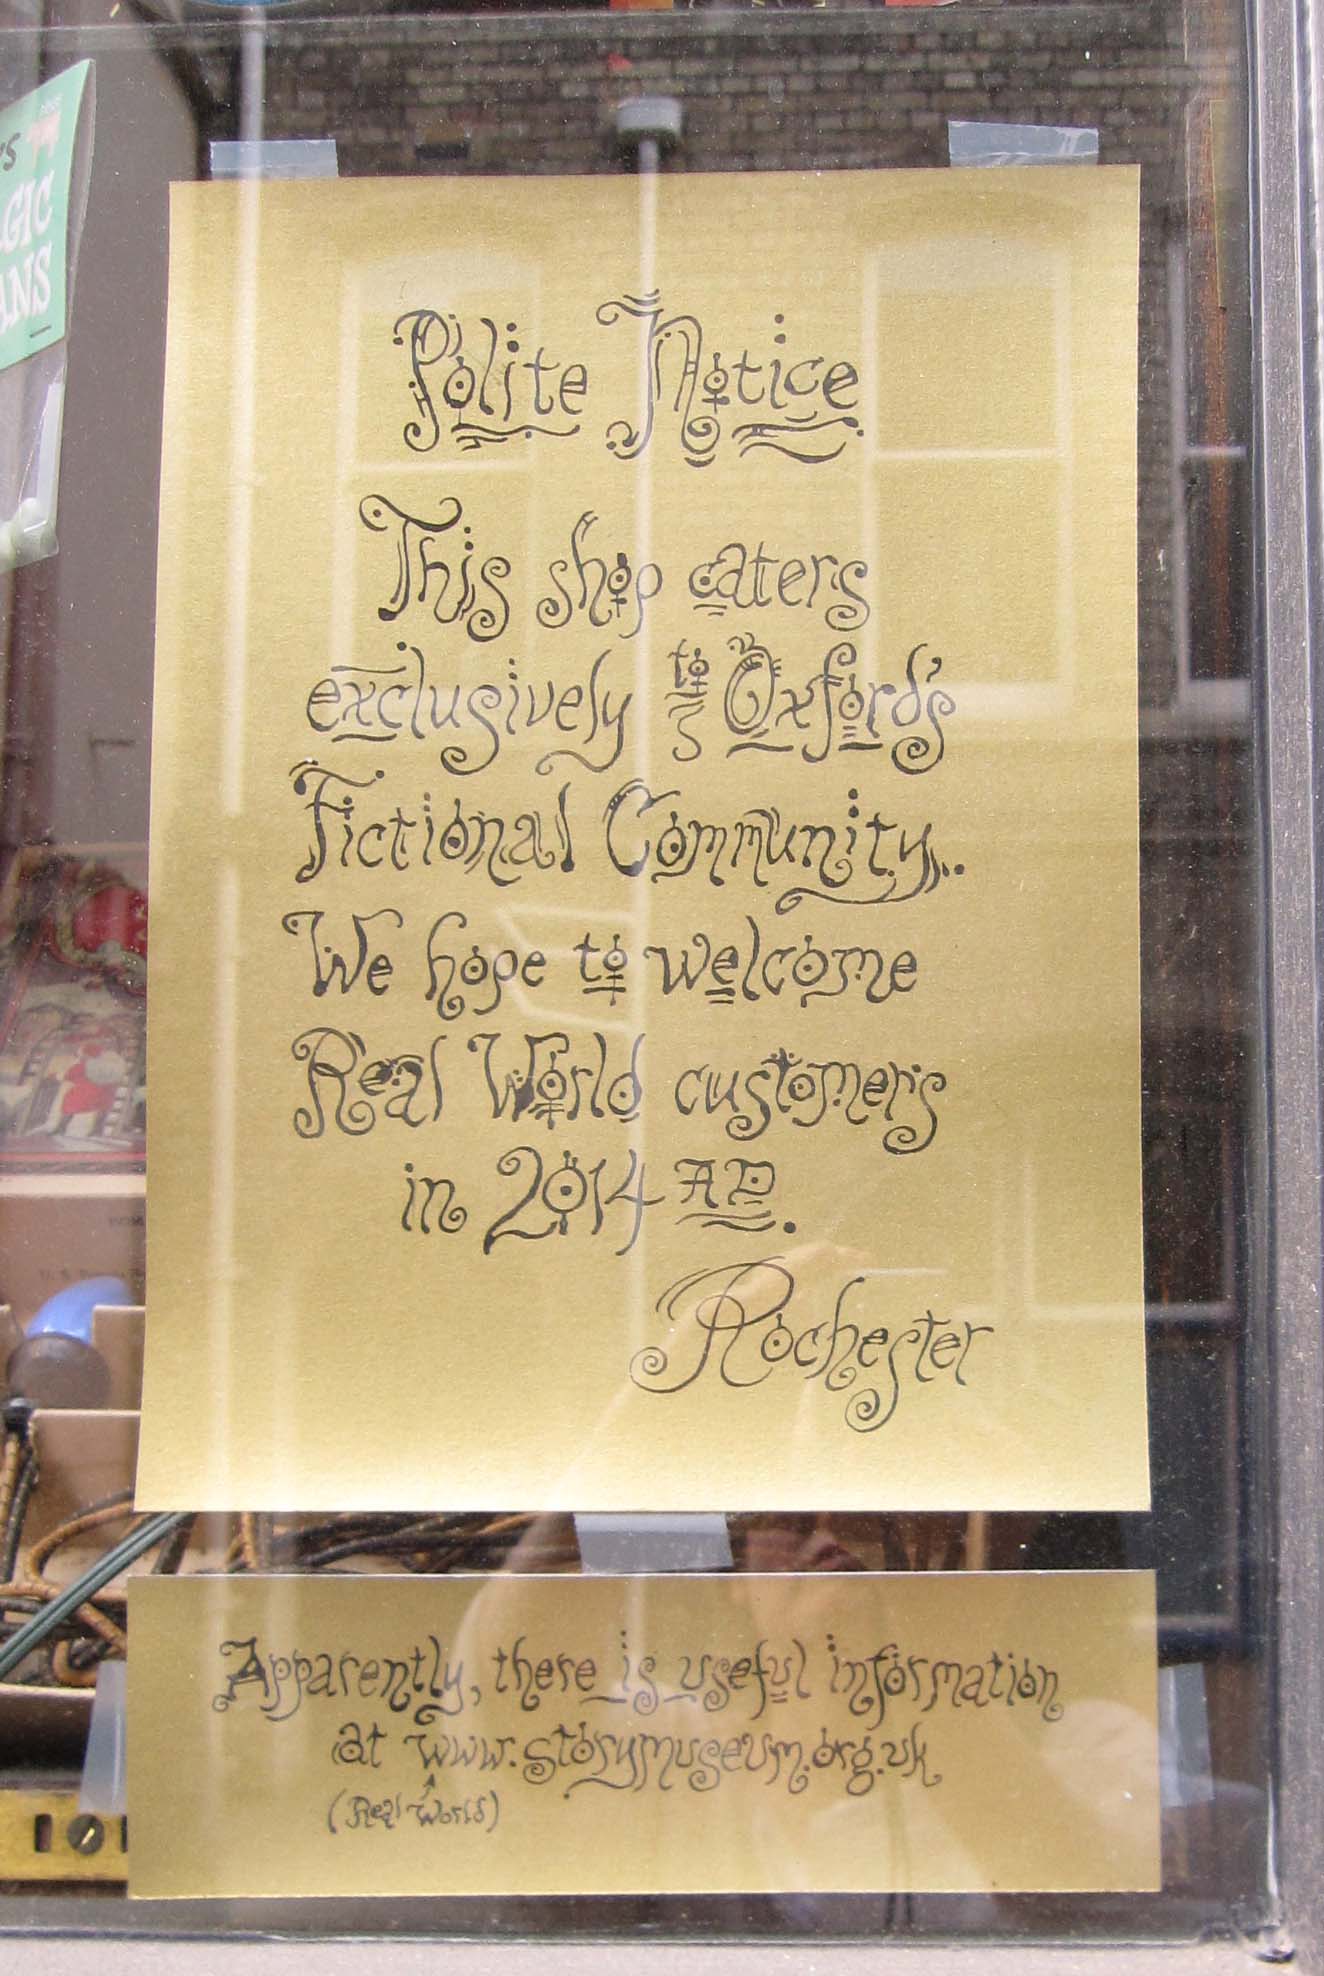 GIC
ANS
Polite Notice
This shop caters
exclusively to Oxford's
Fictional Community..
We hope to welcome
Real World customers
in 2014 AD.
Rochester
Apparently, there is useful information
at www.storymuseum.org.uk
(Real World)